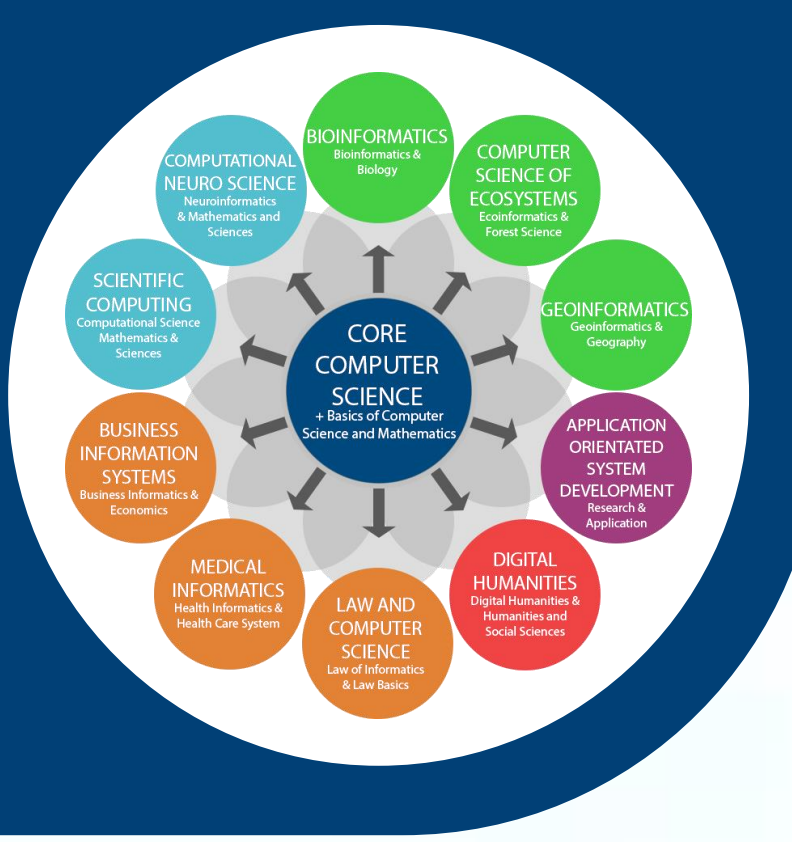 BIOINFORMATICS
Bioinformatics &
Biology
COMPUTER
SCIENCE OF
ECOSYSTEMS
Ecoinformatics &
Forest Science
GEOINFORMATICS
Geoinformatics &
Geography
APPLICATION
ORIENTATED
SYSTEM
DEVELOPMENT
Research &
Application
DIGITAL
HUMANITIES
Digital Humanities &
Humanities and
Social Sciences
LAW AND
COMPUTER
SCIENCE
Law of Informatics
& Law Basics
MEDICAL
INFORMATICS
Health Informatics &
Health Care System
BUSINESS
INFORMATION
SYSTEMS
Business Informatics &
Economics
SCIENTIFIC
COMPUTING
Computational Science
Mathematics &
Sciences
COMPUTATIONAL
NEURO SCIENCE
Neuroinformatics
& Mathematics and
Sciences
CORE
COMPUTER
SCIENCE
+ Basics of Computer
Science and Mathematics